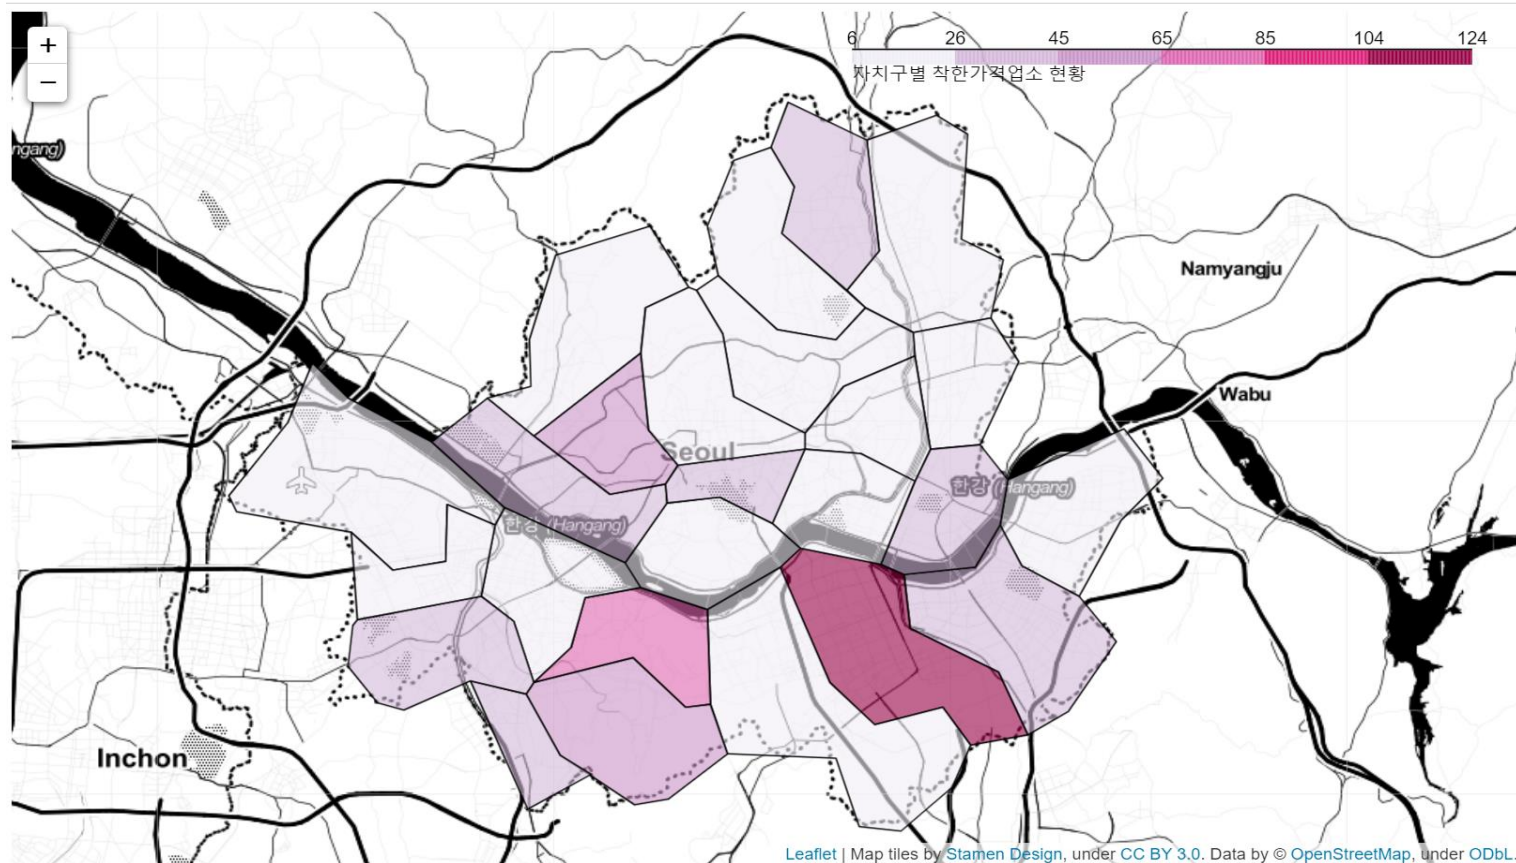 +
6 26 45 65 85 104 124
−
자치구별 착한가격업소 현황
ngang)
Namyangju
Wabu
Seoul
한강 (Hangang)
한강 (Hangang)
Inchon
Leaflet | Map tiles by Stamen Design, under CC BY 3.0. Data by © OpenStreetMap, under ODbL.